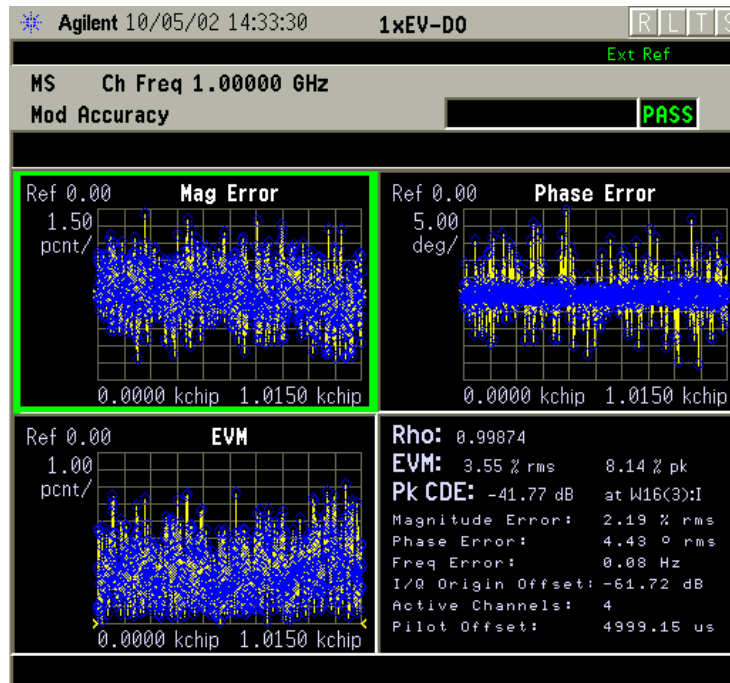 Agilent 10/05/02 14:33:30 1xEV-DO R L T S
Ext Ref
MS Ch Freq 1.00000 GHz
Mod Accuracy PASS
Ref 0.00 Mag Error
1.50
pcnt/
0.0000 kchip 1.0150 kchip
Ref 0.00 Phase Error
5.00
deg/
0.0000 kchip 1.0150 kchip
Ref 0.00 EVM
1.00
pcnt/
0.0000 kchip 1.0150 kchip
Rho: 0.99874
EVM: 3.55 % rms 8.14 % pk
Pk CDE: -41.77 dB at W16(3):I
Magnitude Error: 2.19 % rms
Phase Error: 4.43 º rms
Freq Error: 0.08 Hz
I/Q Origin Offset: -61.72 dB
Active Channels: 4
Pilot Offset: 4999.15 us